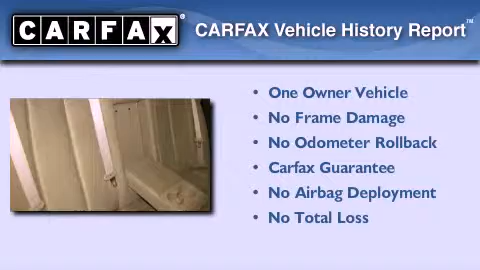 CARFAX® CARFAX Vehicle History Report™
• One Owner Vehicle
• No Frame Damage
• No Odometer Rollback
• Carfax Guarantee
• No Airbag Deployment
• No Total Loss